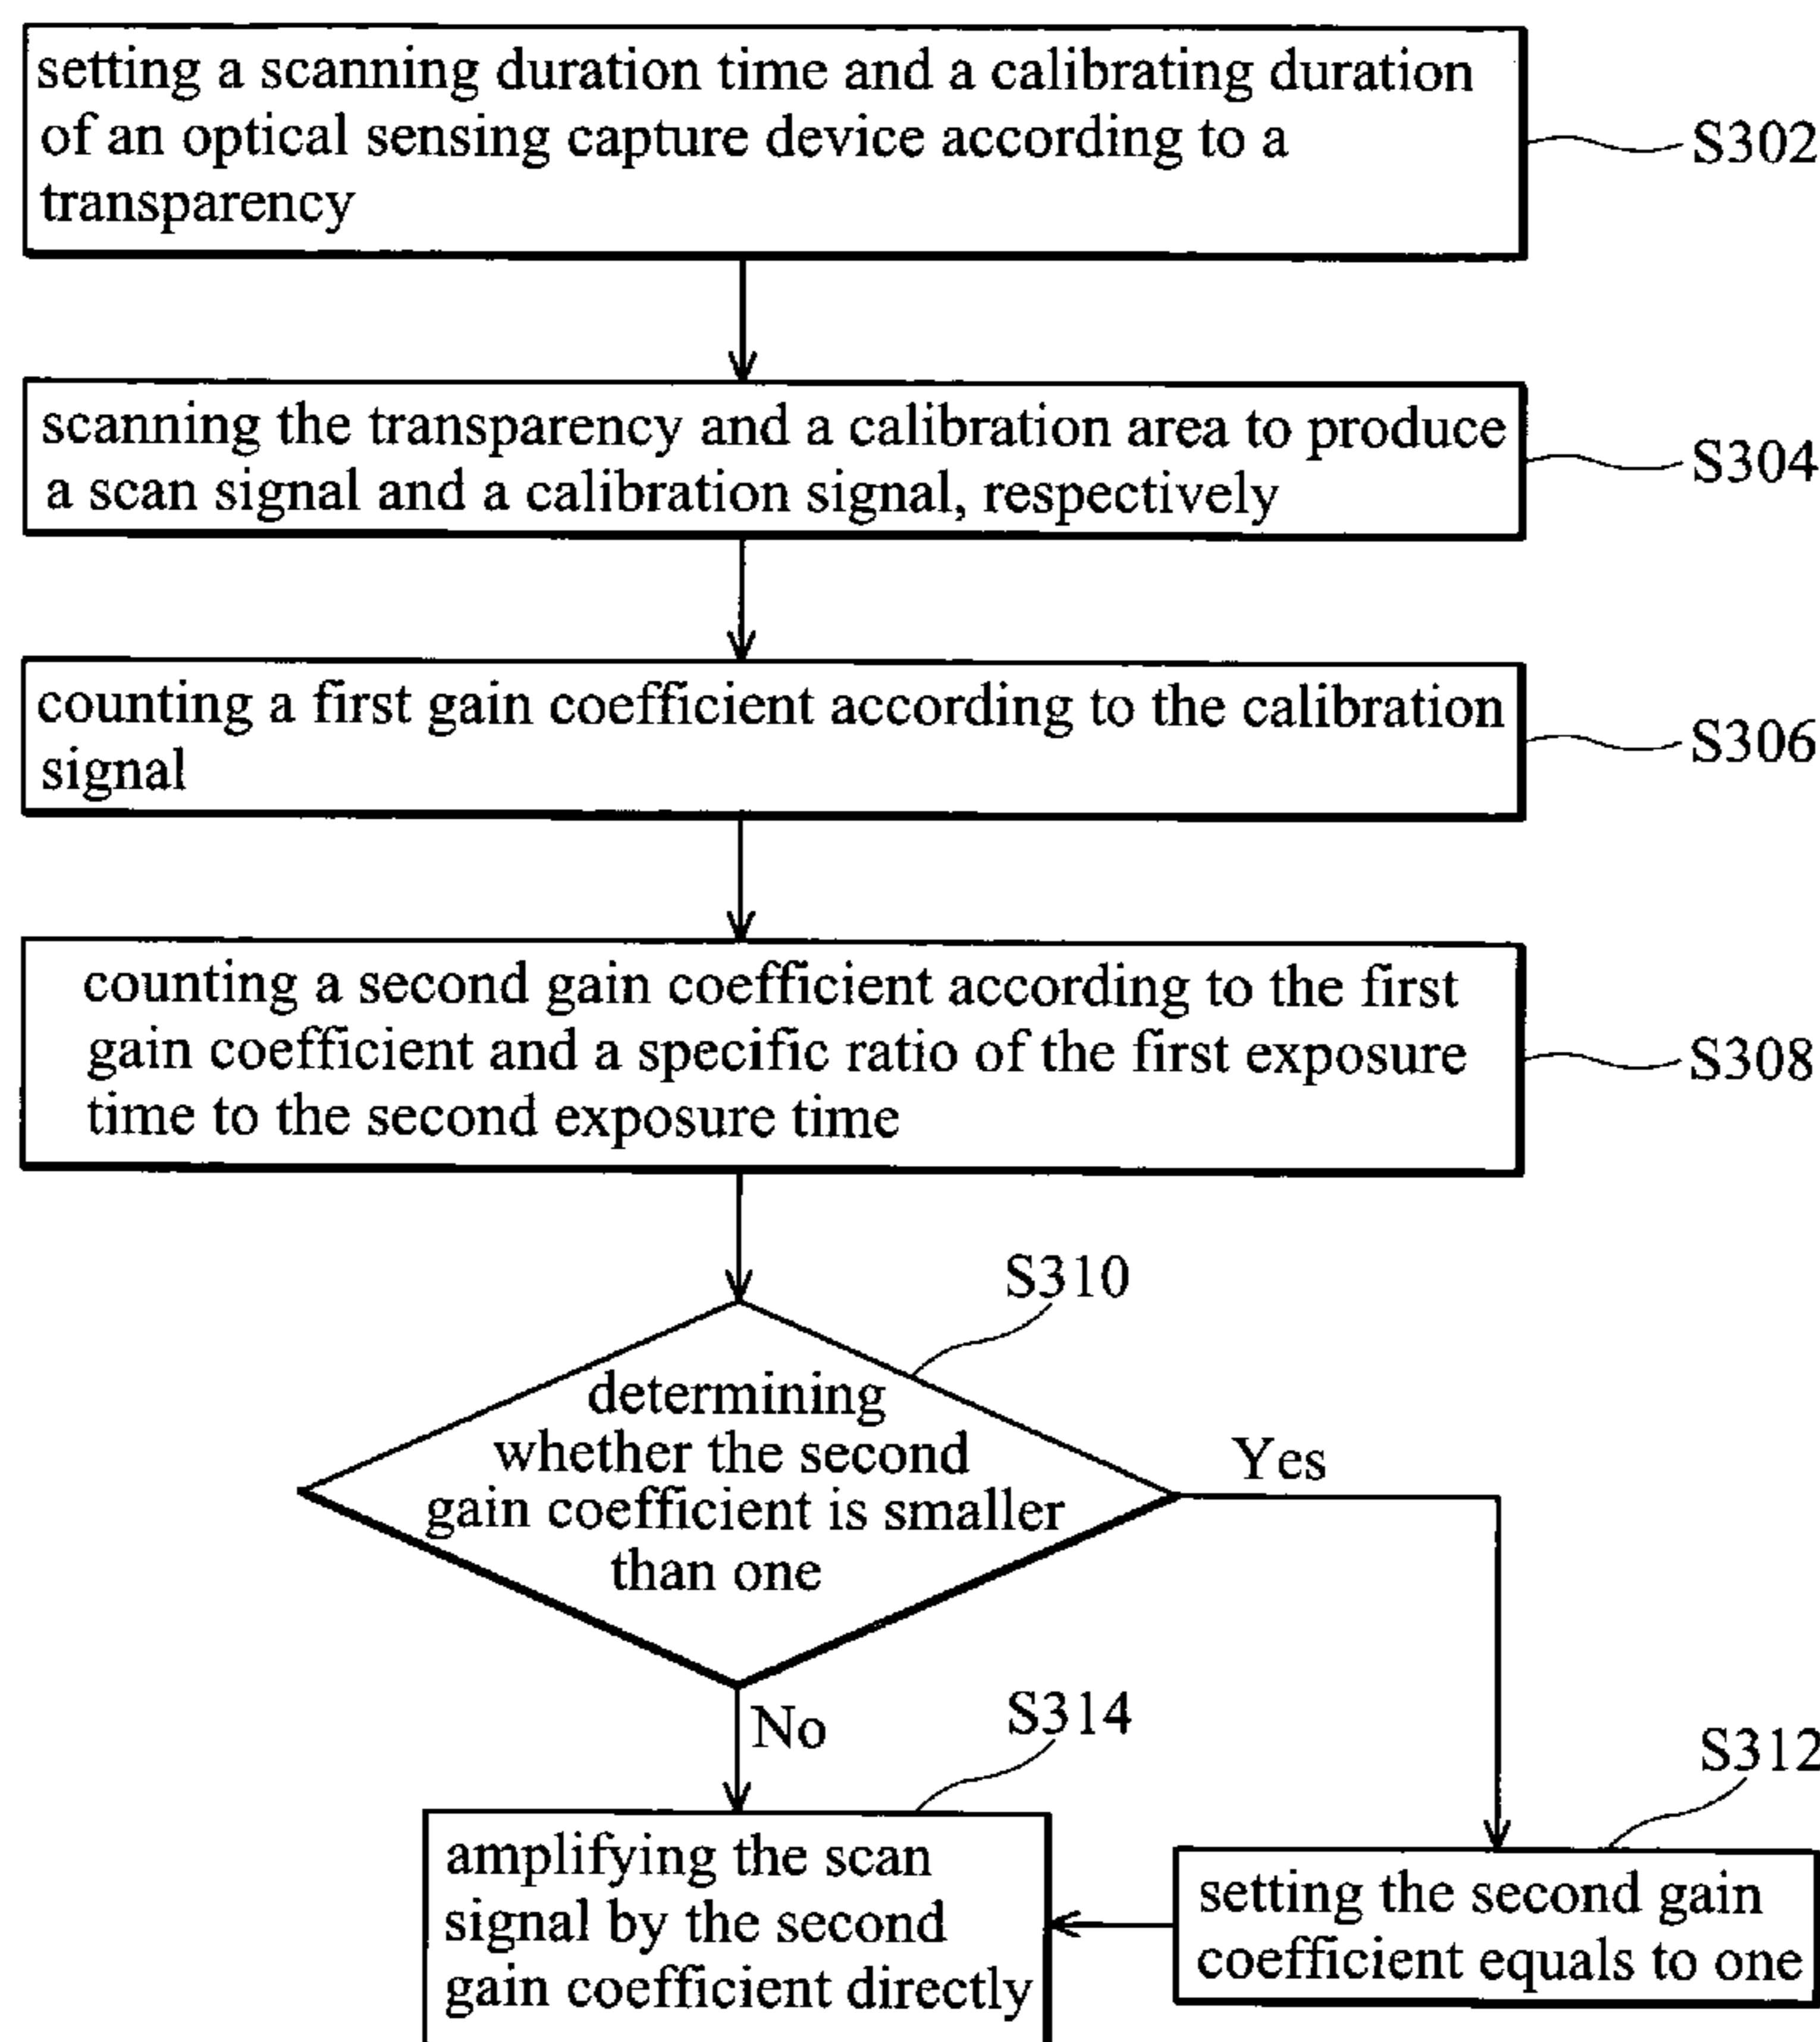 setting a scanning duration time and a calibrating duration
of an optical sensing capture device according to a
transparency
S302
scanning the transparency and a calibration area to produce
a scan signal and a calibration signal, respectively
S304
counting a first gain coefficient according to the calibration
signal
S306
counting a second gain coefficient according to the first
gain coefficient and a specific ratio of the first exposure
time to the second exposure time
S308
S310
determining
whether the second
gain coefficient is smaller
than one
Yes
No
S314
S312
amplifying the scan
signal by the second
gain coefficient directly
setting the second gain
coefficient equals to one